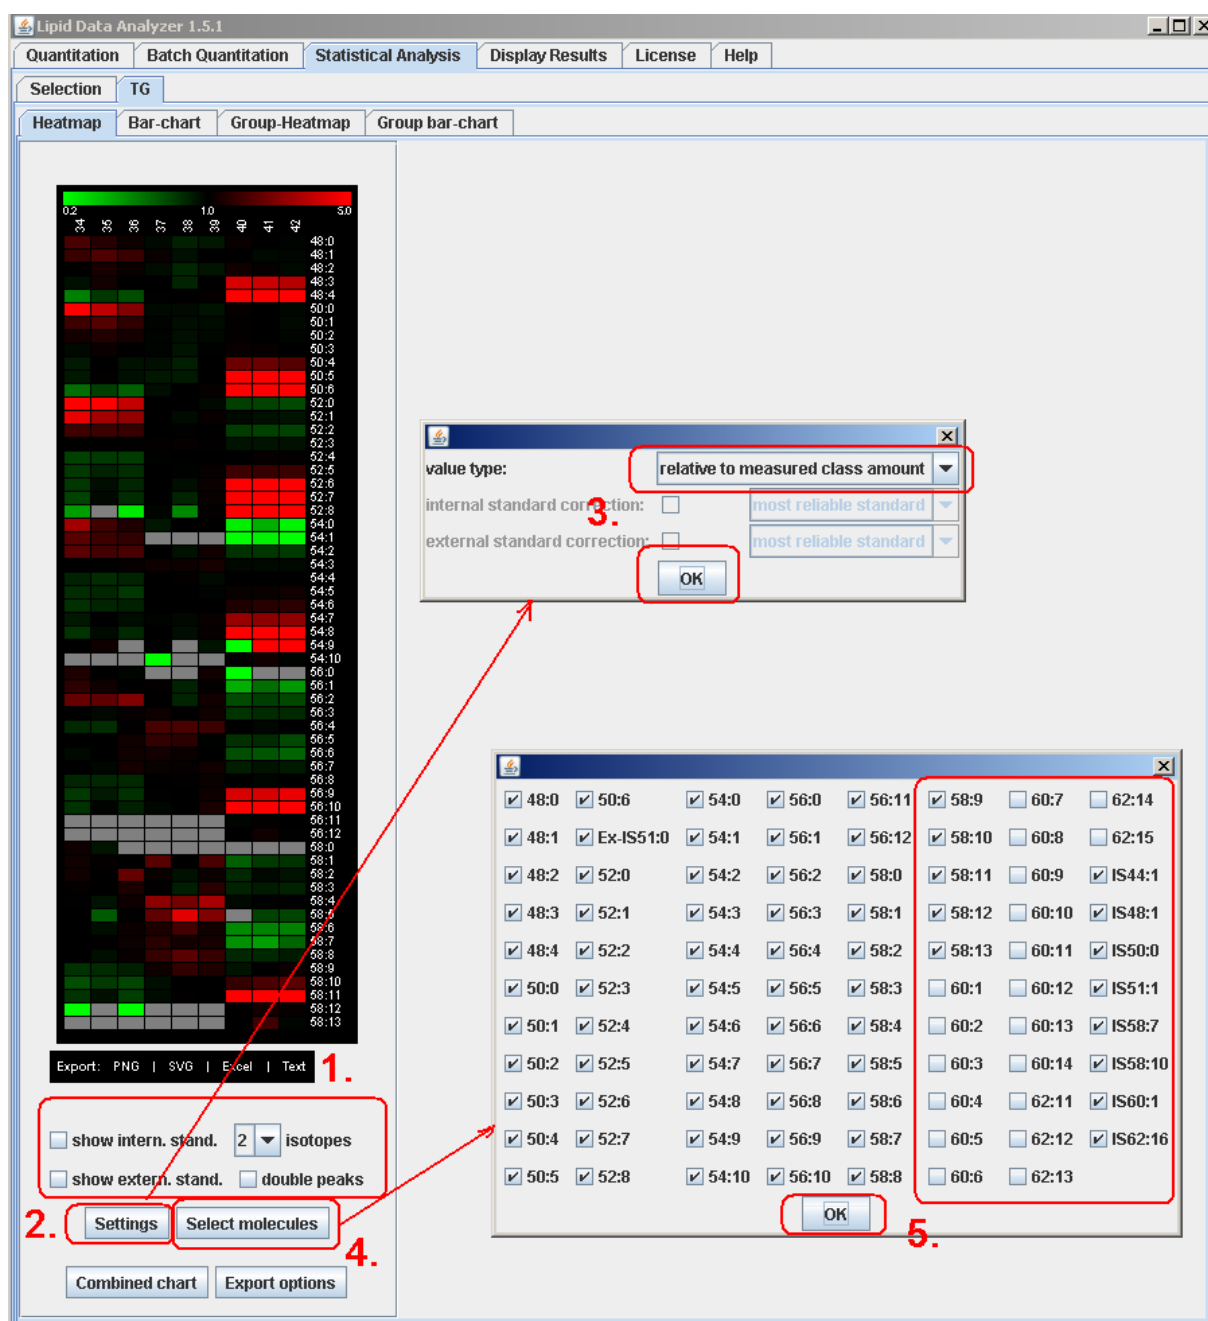 Lipid Data Analyzer 1.5.1
Quantitation Batch Quantitation Statistical Analysis Display Results License Help
Selection TG
Heatmap Bar-chart Group-Heatmap Group bar-chart
0.2 1.0 5.0
34 35 36 37 38 39 40 41 42
48:0
48:1
48:2
48:3
48:4
50:0
50:1
50:2
50:3
50:4
50:5
50:6
52:0
52:1
52:2
52:3
52:4
52:5
52:6
52:7
52:8
54:0
54:1
54:2
54:3
54:4
54:5
54:6
54:7
54:8
54:9
54:10
56:0
56:1
56:2
56:3
56:4
56:5
56:6
56:7
56:8
56:9
56:10
56:11
56:12
58:0
58:1
58:2
58:3
58:4
58:5
58:6
58:7
58:8
58:9
58:10
58:11
58:12
58:13
Export: PNG | SVG | Excel | Text
1.
show intern. stand. 2 isotopes
show extern. stand. double peaks
2. Settings Select molecules
4.
Combined chart Export options
value type: relative to measured class amount
internal standard correction: most reliable standard
3.
external standard correction: most reliable standard
OK
48:0 50:6 54:0 56:0 56:11 58:9 60:7 62:14
48:1 Ex-IS51:0 54:1 56:1 56:12 58:10 60:8 62:15
48:2 52:0 54:2 56:2 58:0 58:11 60:9 IS44:1
48:3 52:1 54:3 56:3 58:1 58:12 60:10 IS48:1
48:4 52:2 54:4 56:4 58:2 58:13 60:11 IS50:0
50:0 52:3 54:5 56:5 58:3 60:1 60:12 IS51:1
50:1 52:4 54:6 56:6 58:4 60:2 60:13 IS58:7
50:2 52:5 54:7 56:7 58:5 60:3 60:14 IS58:10
50:3 52:6 54:8 56:8 58:6 60:4 62:11 IS60:1
50:4 52:7 54:9 56:9 58:7 60:5 62:12 IS62:16
50:5 52:8 54:10 56:10 58:8 60:6 62:13
OK
5.